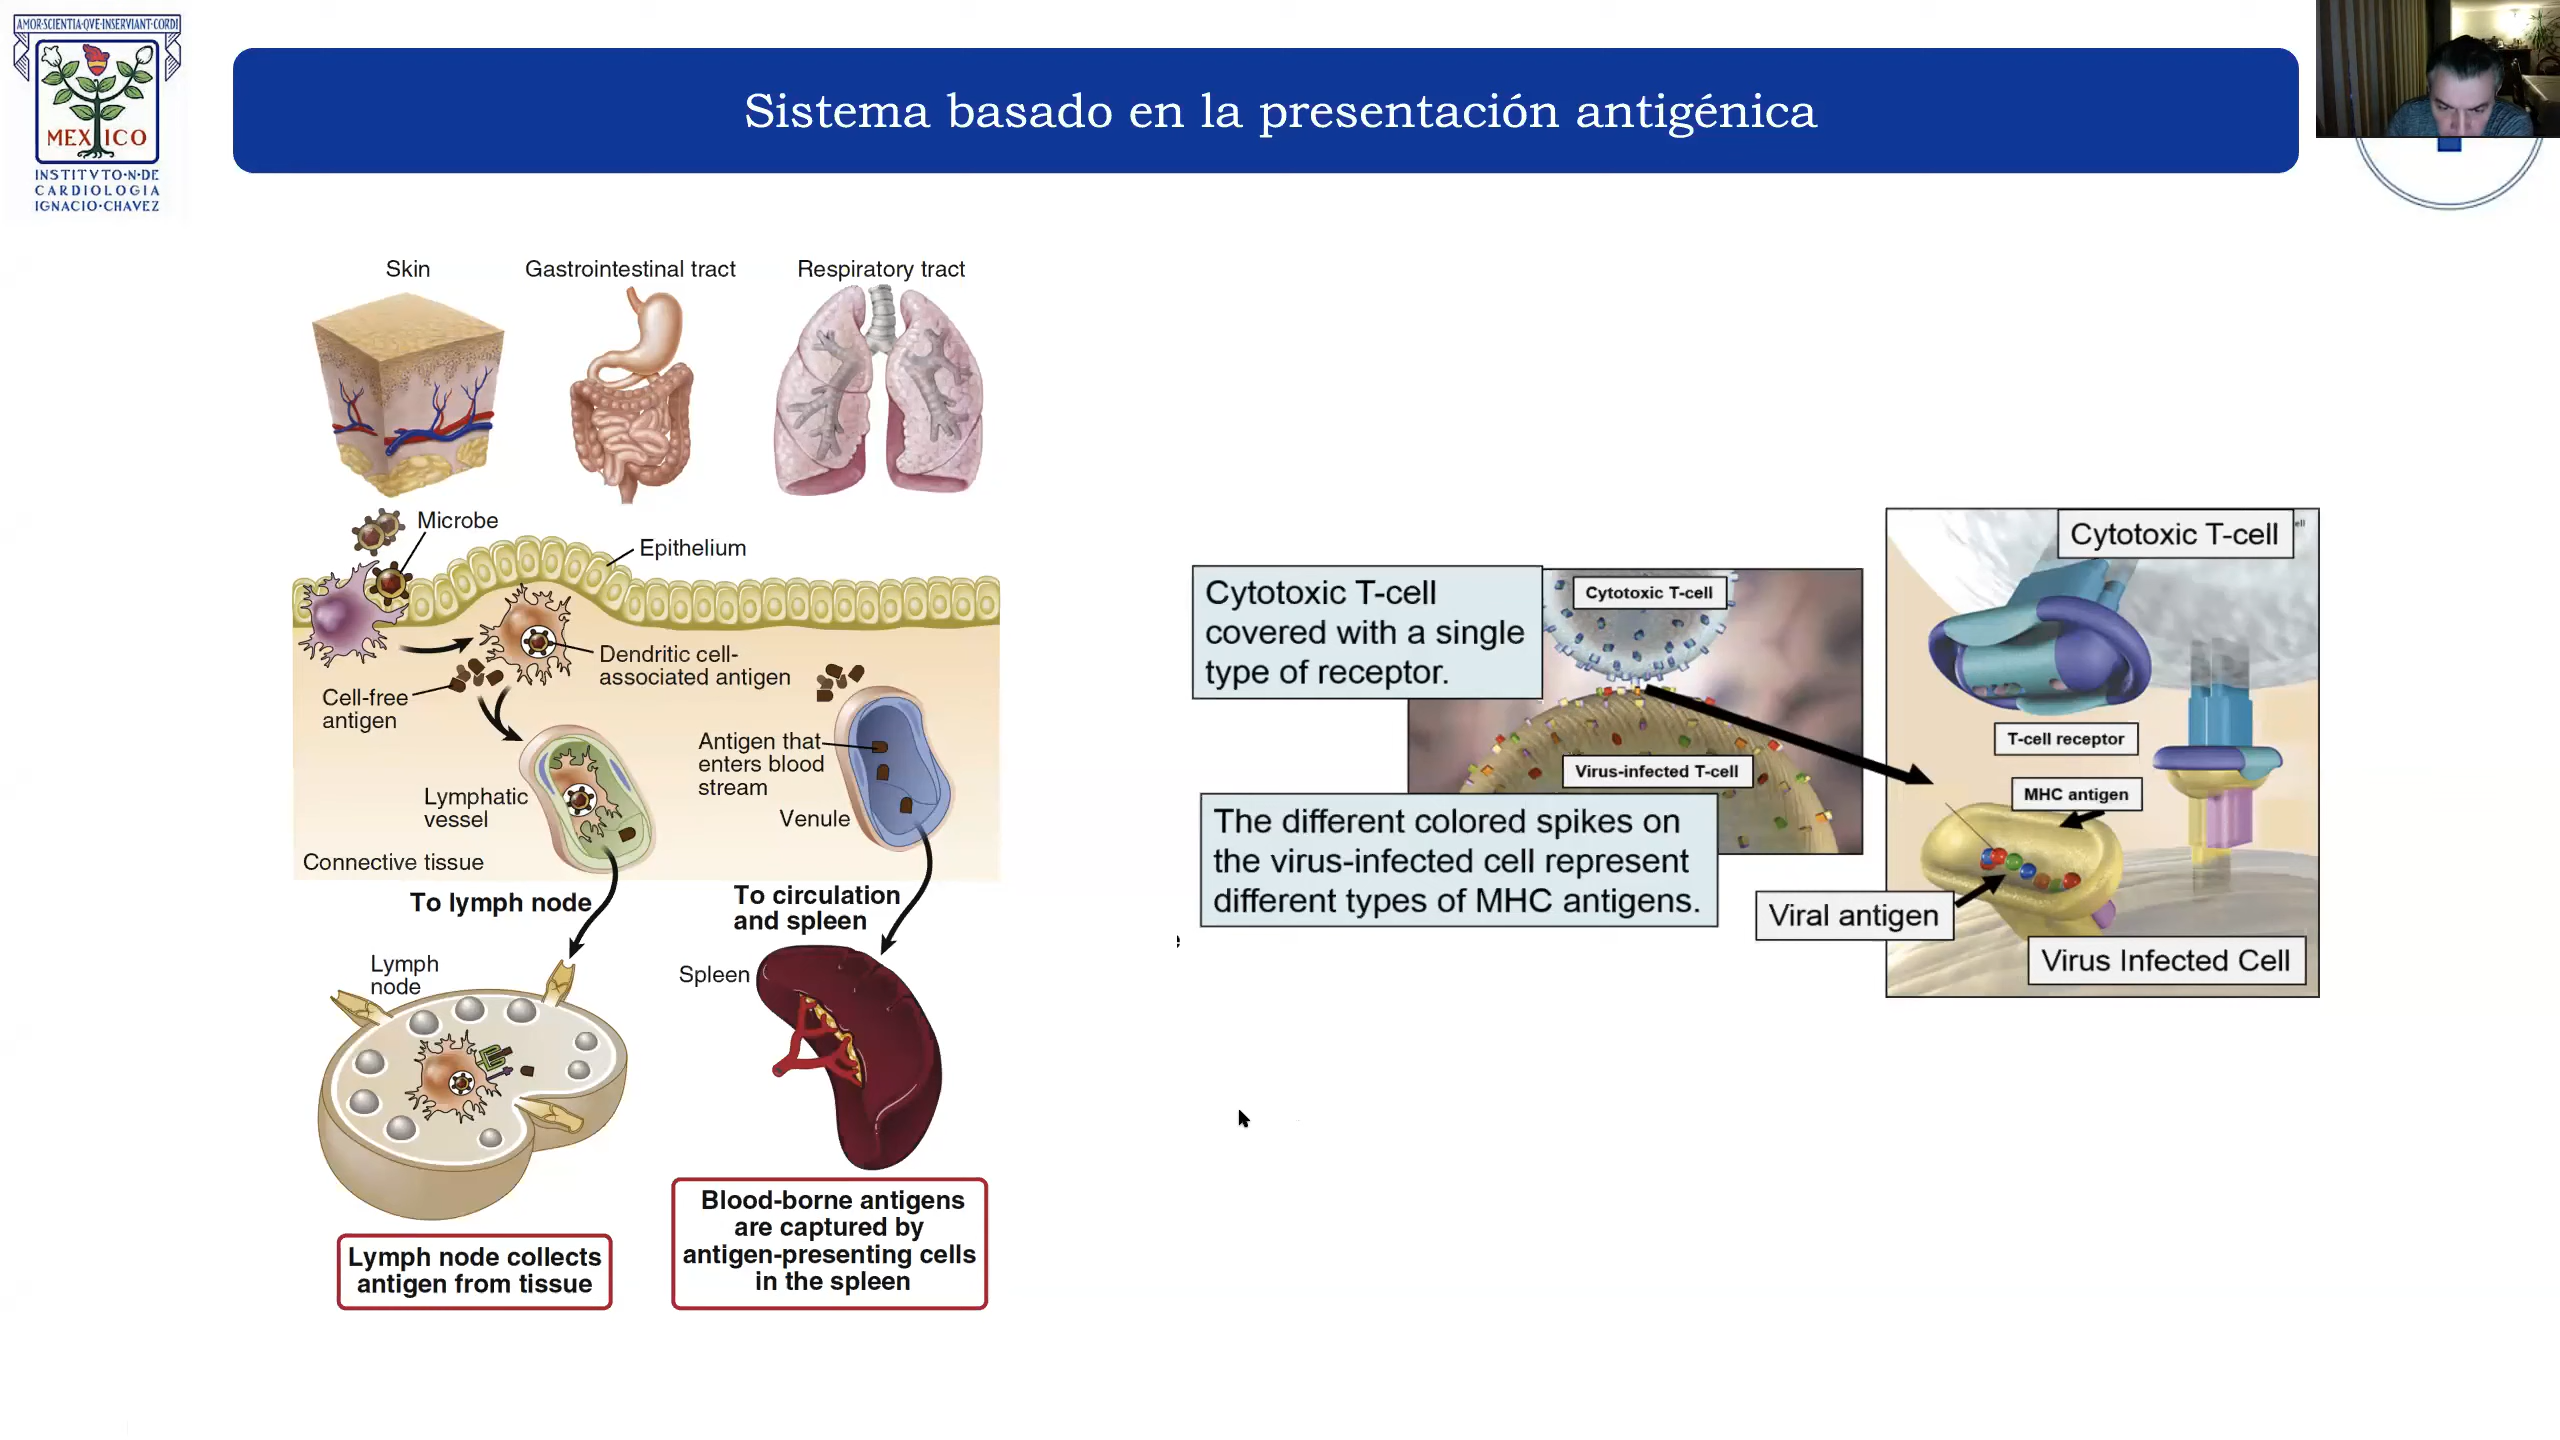 AMOR·SCIENTIA·QVE·INSERVIANT·CORDI
MEXICO
INSTITVTO·N·DE
CARDIOLOGIA
IGNACIO·CHAVEZ
Sistema basado en la presentación antigénica
Skin
Gastrointestinal tract
Respiratory tract
Microbe
Epithelium
Dendritic cell-
associated antigen
Cell-free
antigen
Antigen that
enters blood
stream
Lymphatic
vessel
Venule
Connective tissue
To lymph node
To circulation
and spleen
Lymph
node
Spleen
Lymph node collects
antigen from tissue
Blood-borne antigens
are captured by
antigen-presenting cells
in the spleen
Cytotoxic T-cell
covered with a single
type of receptor.
Cytotoxic T-cell
Virus-infected T-cell
The different colored spikes on
the virus-infected cell represent
different types of MHC antigens.
Cytotoxic T-cell
ell
T-cell receptor
MHC antigen
Viral antigen
Virus Infected Cell